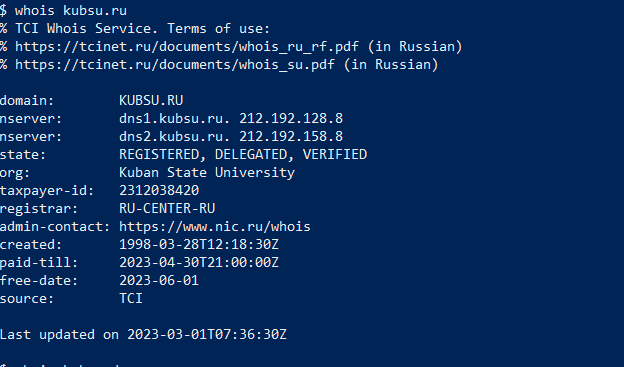 $ whois kubsu.ru
% TCI Whois Service. Terms of use:
% https://tcinet.ru/documents/whois_ru_rf.pdf (in Russian)
% https://tcinet.ru/documents/whois_su.pdf (in Russian)

domain:        KUBSU.RU
nserver:       dns1.kubsu.ru. 212.192.128.8
nserver:       dns2.kubsu.ru. 212.192.158.8
state:         REGISTERED, DELEGATED, VERIFIED
org:           Kuban State University
taxpayer-id:   2312038420
registrar:     RU-CENTER-RU
admin-contact: https://www.nic.ru/whois
created:       1998-03-28T12:18:30Z
paid-till:     2023-04-30T21:00:00Z
free-date:     2023-06-01
source:        TCI

Last updated on 2023-03-01T07:36:30Z